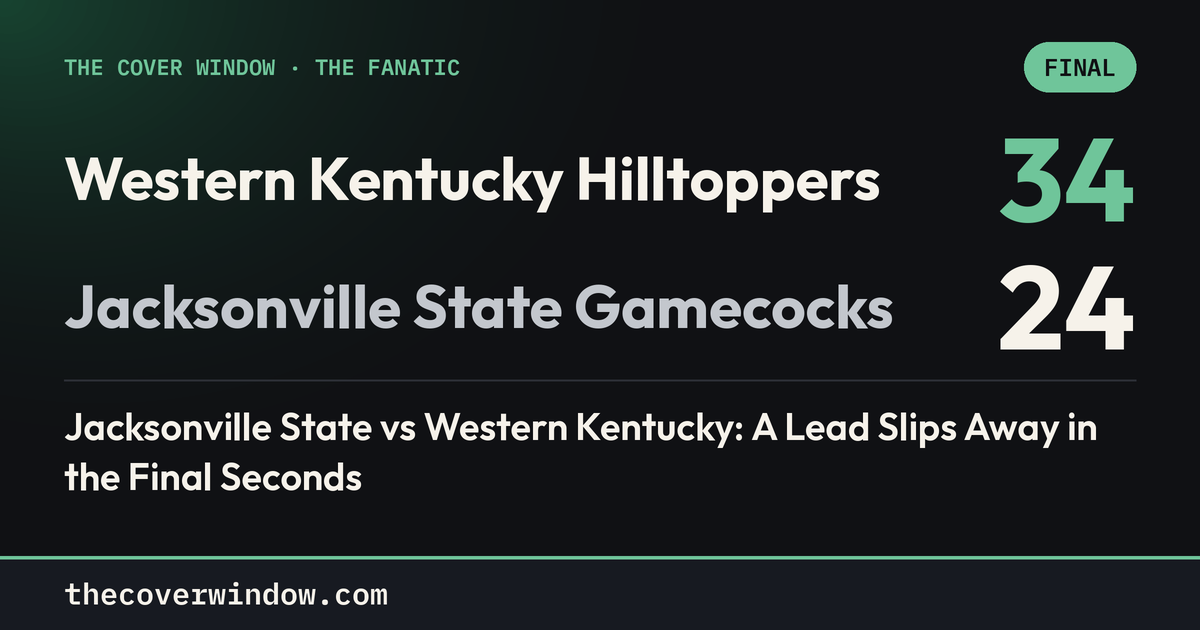 THE COVER WINDOW · THE FANATIC
FINAL
Western Kentucky Hilltoppers 34
Jacksonville State Gamecocks 24
Jacksonville State vs Western Kentucky: A Lead Slips Away in
the Final Seconds
thecoverwindow.com